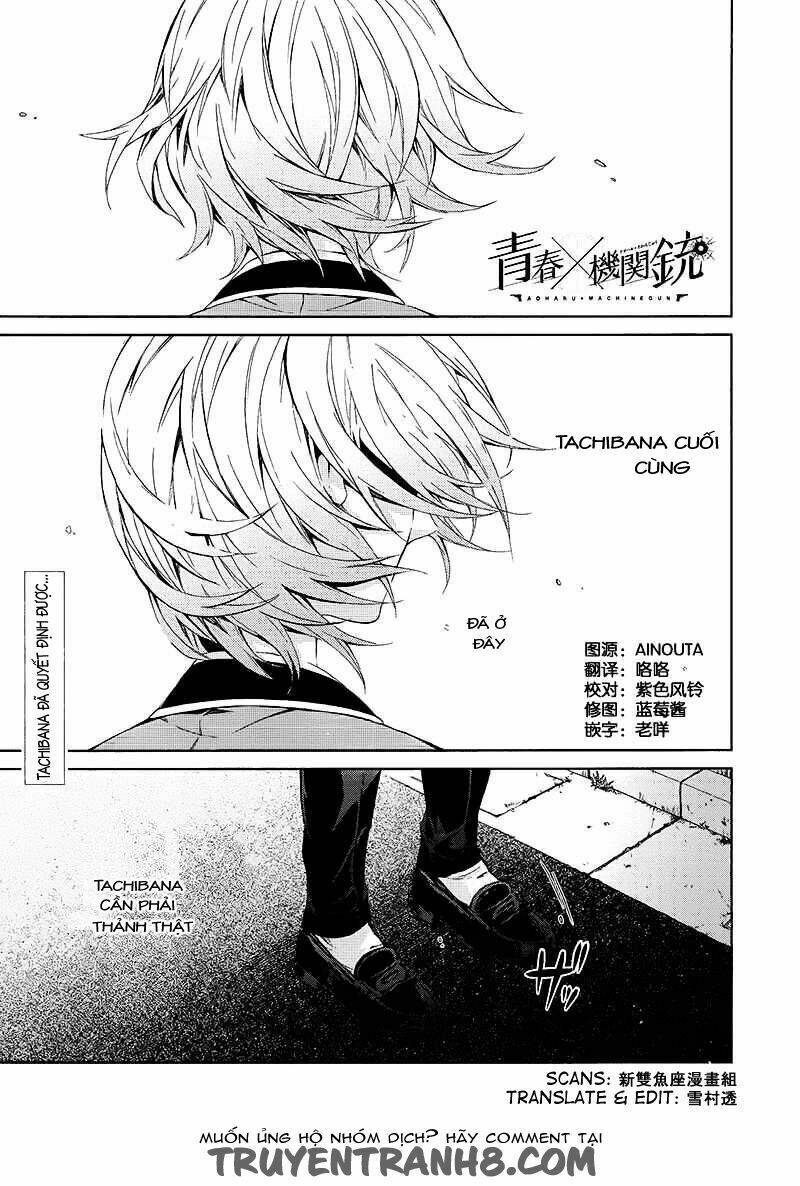 青春×機関銃
AOHARU×MACHINEGUN
TACHIBANA CUỐI
CÙNG
ĐÃ Ở
ĐÂY
图源：AINOUTA
翻译：咯咯
校对：紫色风铃
修图：蓝莓酱
嵌字：老咩
TACHIBANA ĐÃ QUYẾT ĐỊNH ĐƯỢC...
TACHIBANA
CẦN PHẢI
THÀNH THẬT
ザッ
SCANS: 新雙魚座漫畫組
TRANSLATE & EDIT: 雪村透
MUỐN ỦNG HỘ NHÓM DỊCH? HÃY COMMENT TẠI
TRUYENTRANH8.COM